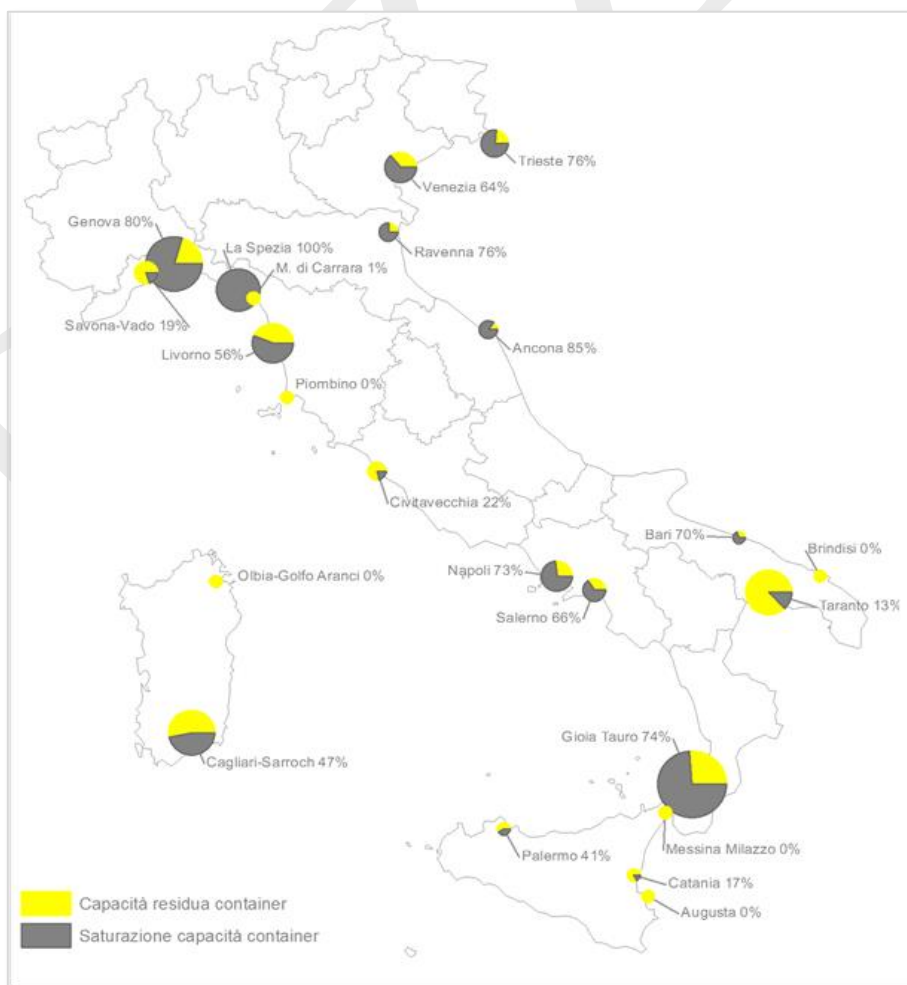 Trieste 76%
Venezia 64%
Genova 80%
La Spezia 100%
Ravenna 76%
M. di Carrara 1%
Savona-Vado 19%
Livorno 56%
Ancona 85%
Piombino 0%
Civitavecchia 22%
Bari 70%
Brindisi 0%
Napoli 73%
Olbia-Golfo Aranci 0%
Taranto 13%
Salerno 66%
Gioia Tauro 74%
Cagliari-Sarroch 47%
Messina Milazzo 0%
Palermo 41%
Catania 17%
Capacità residua container
Augusta 0%
Saturazione capacità container